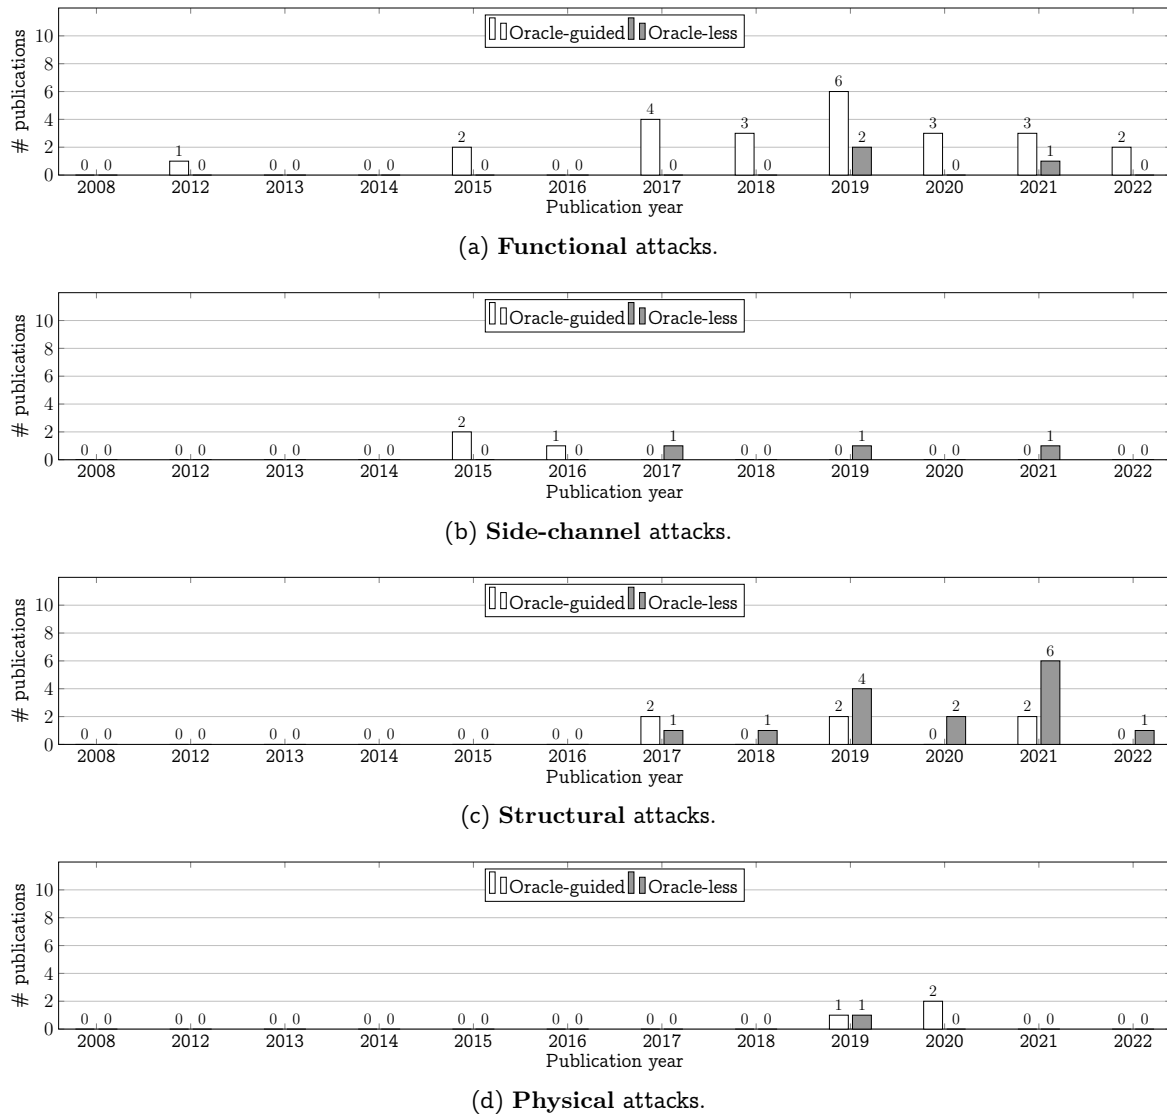 10
8
6
4
2
0
# publications
Oracle-guided Oracle-less
0 0 1 0 0 0 0 0 2 0 0 0 4 0 3 0 6 2 3 0 3 1 2 0
2008 2012 2013 2014 2015 2016 2017 2018 2019 2020 2021 2022
Publication year
(a) Functional attacks.
10
8
6
4
2
0
# publications
Oracle-guided Oracle-less
0 0 0 0 0 0 0 0 2 0 1 0 0 1 0 0 0 1 0 0 0 1 0 0
2008 2012 2013 2014 2015 2016 2017 2018 2019 2020 2021 2022
Publication year
(b) Side-channel attacks.
10
8
6
4
2
0
# publications
Oracle-guided Oracle-less
0 0 0 0 0 0 0 0 0 0 0 0 2 1 0 1 2 4 0 2 2 6 0 1
2008 2012 2013 2014 2015 2016 2017 2018 2019 2020 2021 2022
Publication year
(c) Structural attacks.
10
8
6
4
2
0
# publications
Oracle-guided Oracle-less
0 0 0 0 0 0 0 0 0 0 0 0 0 0 0 0 1 1 2 0 0 0 0 0
2008 2012 2013 2014 2015 2016 2017 2018 2019 2020 2021 2022
Publication year
(d) Physical attacks.